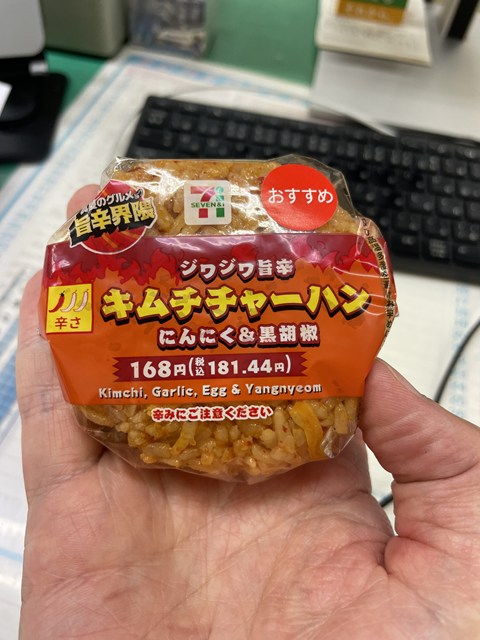 旨辛界隈
SEVEN&i
おすすめ
ジワジワ旨辛
辛さ
キムチチャーハン
にんにく&黒胡椒
168円(税込181.44円)
Kimchi, Garlic, Egg & Yangnyeom
辛みにご注意ください